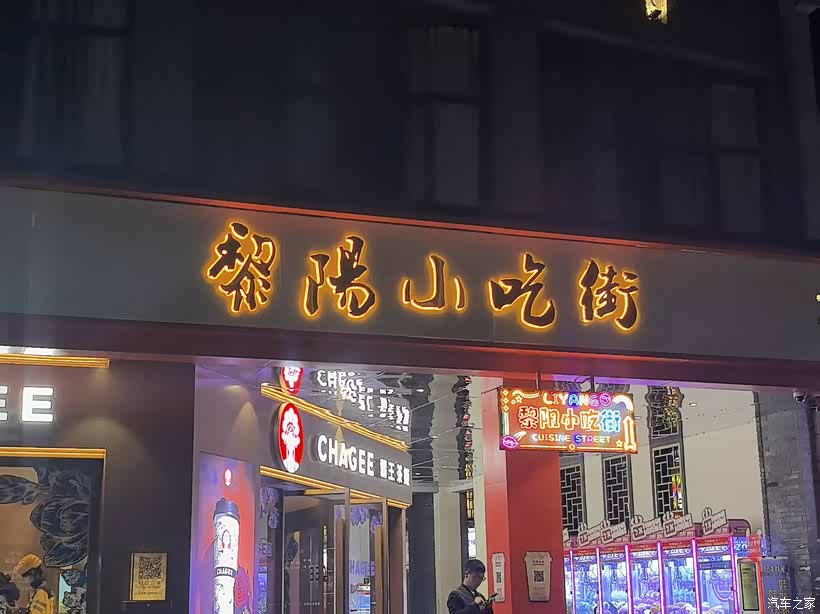 黎陽小吃街
LIYANG
黎阳小吃街
CUISINE STREET
CHAGEE
CHAGEE 霸王茶姬
EE
CHAGEE
汽车之家